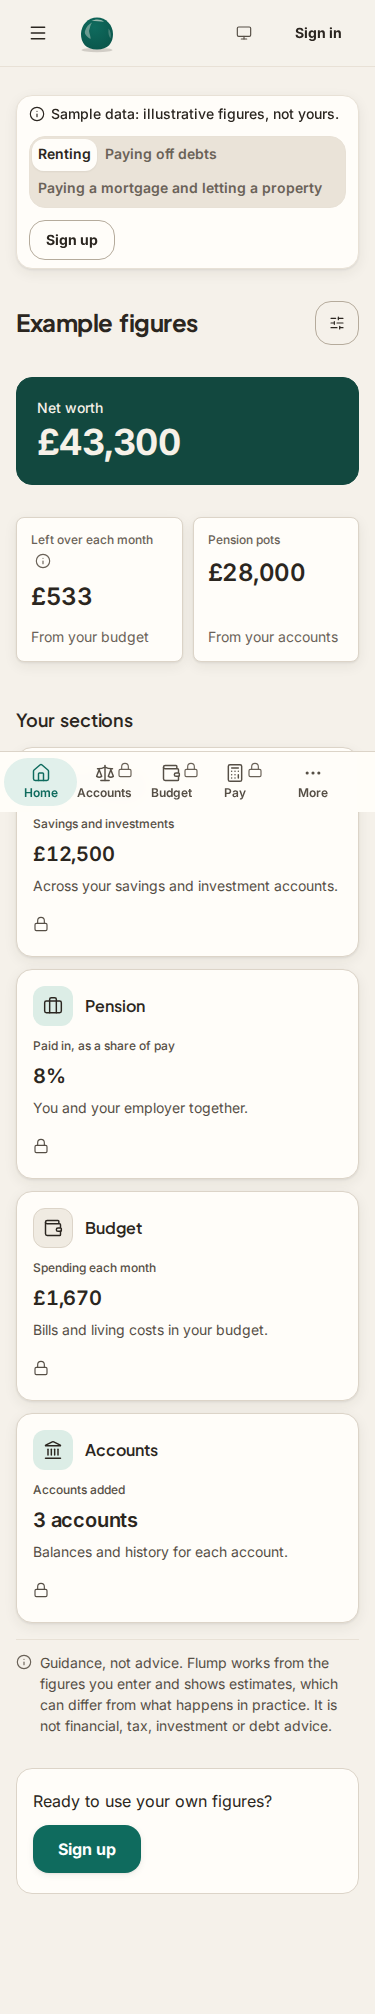 Sign in
Sample data: illustrative figures, not yours.
Renting
Paying off debts
Paying a mortgage and letting a property
Sign up
Example figures
Net worth
£43,300
Left over each month
£533
From your budget
Pension pots
£28,000
From your accounts
Your sections
Home
Accounts
Budget
Pay
More
Savings and investments
£12,500
Across your savings and investment accounts.
Pension
Paid in, as a share of pay
8%
You and your employer together.
Budget
Spending each month
£1,670
Bills and living costs in your budget.
Accounts
Accounts added
3 accounts
Balances and history for each account.
Guidance, not advice. Flump works from the
figures you enter and shows estimates, which
can differ from what happens in practice. It is
not financial, tax, investment or debt advice.
Ready to use your own figures?
Sign up